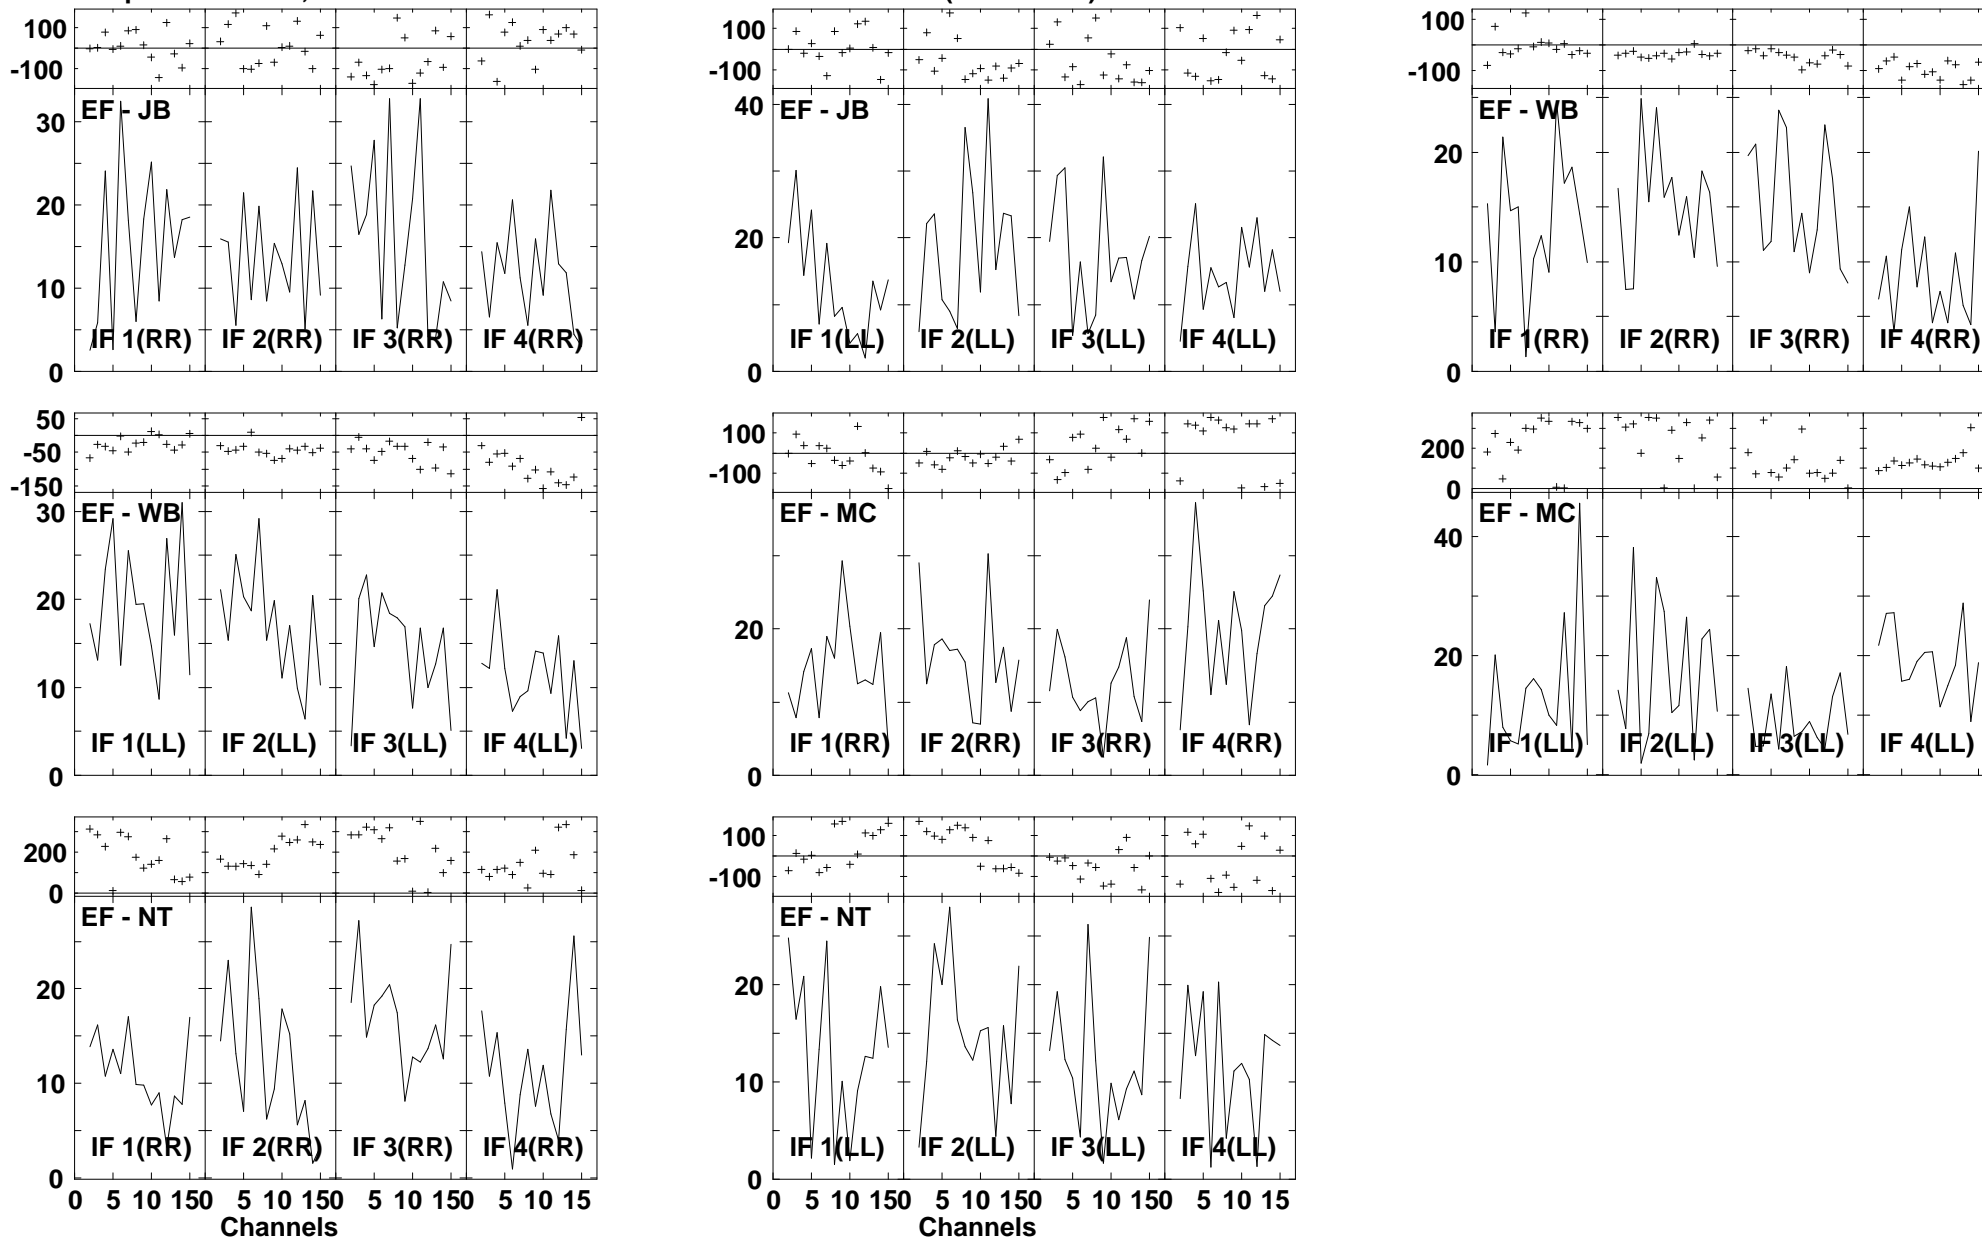 100
-100
EF - JB
30
20
10
0
IF 1(RR) IF 2(RR) IF 3(RR) IF 4(RR)
100
-100
EF - JB
40
20
0
IF 1(LL) IF 2(LL) IF 3(LL) IF 4(LL)
100
-100
EF - WB
20
10
0
IF 1(RR) IF 2(RR) IF 3(RR) IF 4(RR)
50
-50
-150
EF - WB
30
20
10
0
IF 1(LL) IF 2(LL) IF 3(LL) IF 4(LL)
100
-100
EF - MC
20
0
IF 1(RR) IF 2(RR) IF 3(RR) IF 4(RR)
200
0
EF - MC
40
20
0
IF 1(LL) IF 2(LL) IF 3(LL) IF 4(LL)
200
0
EF - NT
20
10
0
IF 1(RR) IF 2(RR) IF 3(RR) IF 4(RR)
0 5 10 150 5 10 150 5 10 150 5 10 15
Channels
100
-100
EF - NT
20
10
0
IF 1(LL) IF 2(LL) IF 3(LL) IF 4(LL)
0 5 10 150 5 10 150 5 10 150 5 10 15
Channels